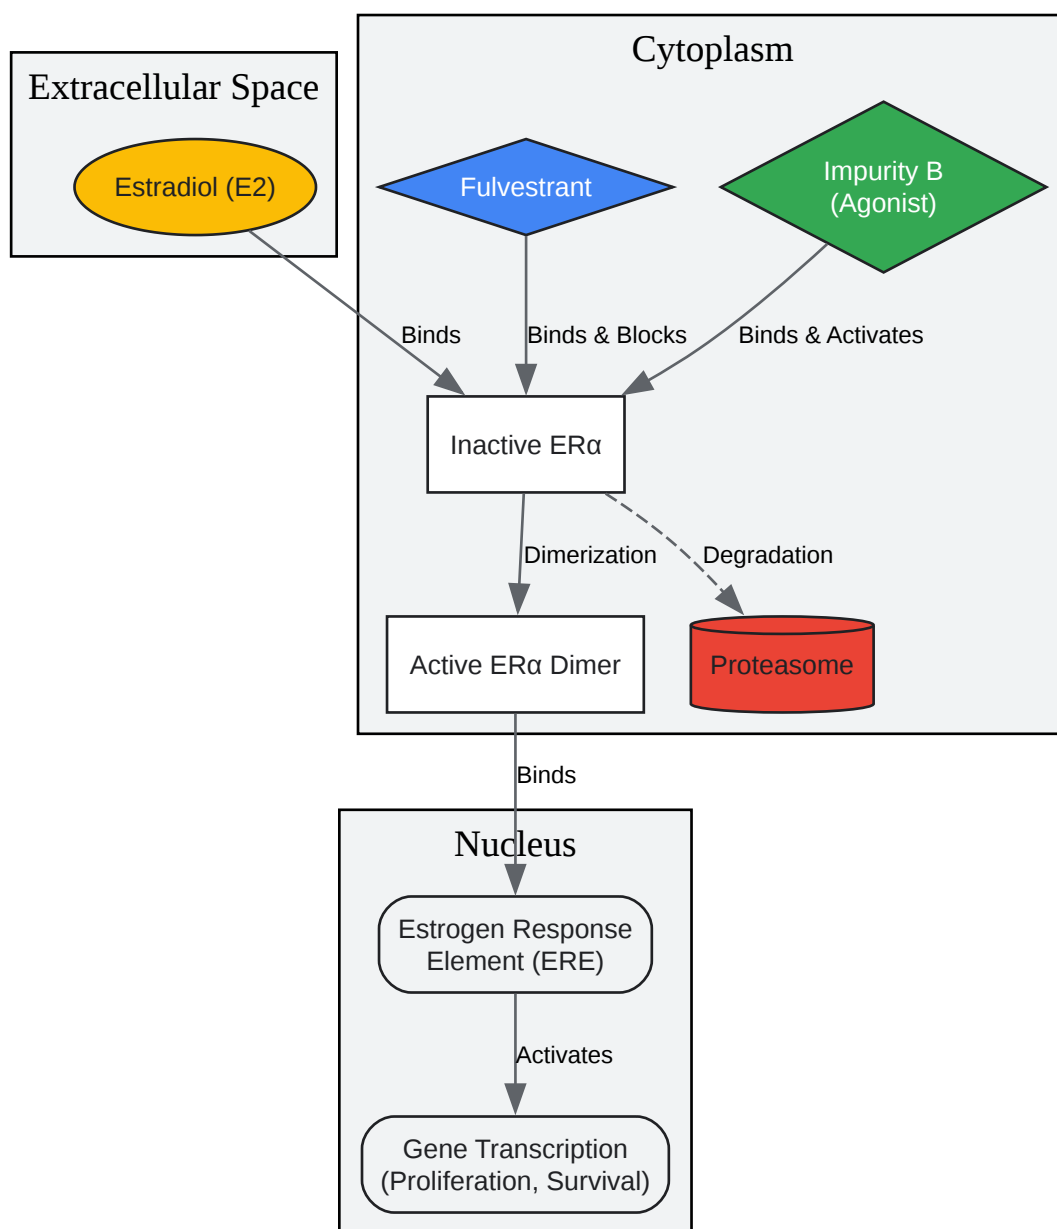 Cytoplasm
Extracellular Space
Estradiol (E2)
Fulvestrant
Impurity B
(Agonist)
Binds
Binds & Blocks
Binds & Activates
Inactive ERα
Dimerization
Degradation
Active ERα Dimer
Proteasome
Binds
Nucleus
Estrogen Response
Element (ERE)
Activates
Gene Transcription
(Proliferation, Survival)